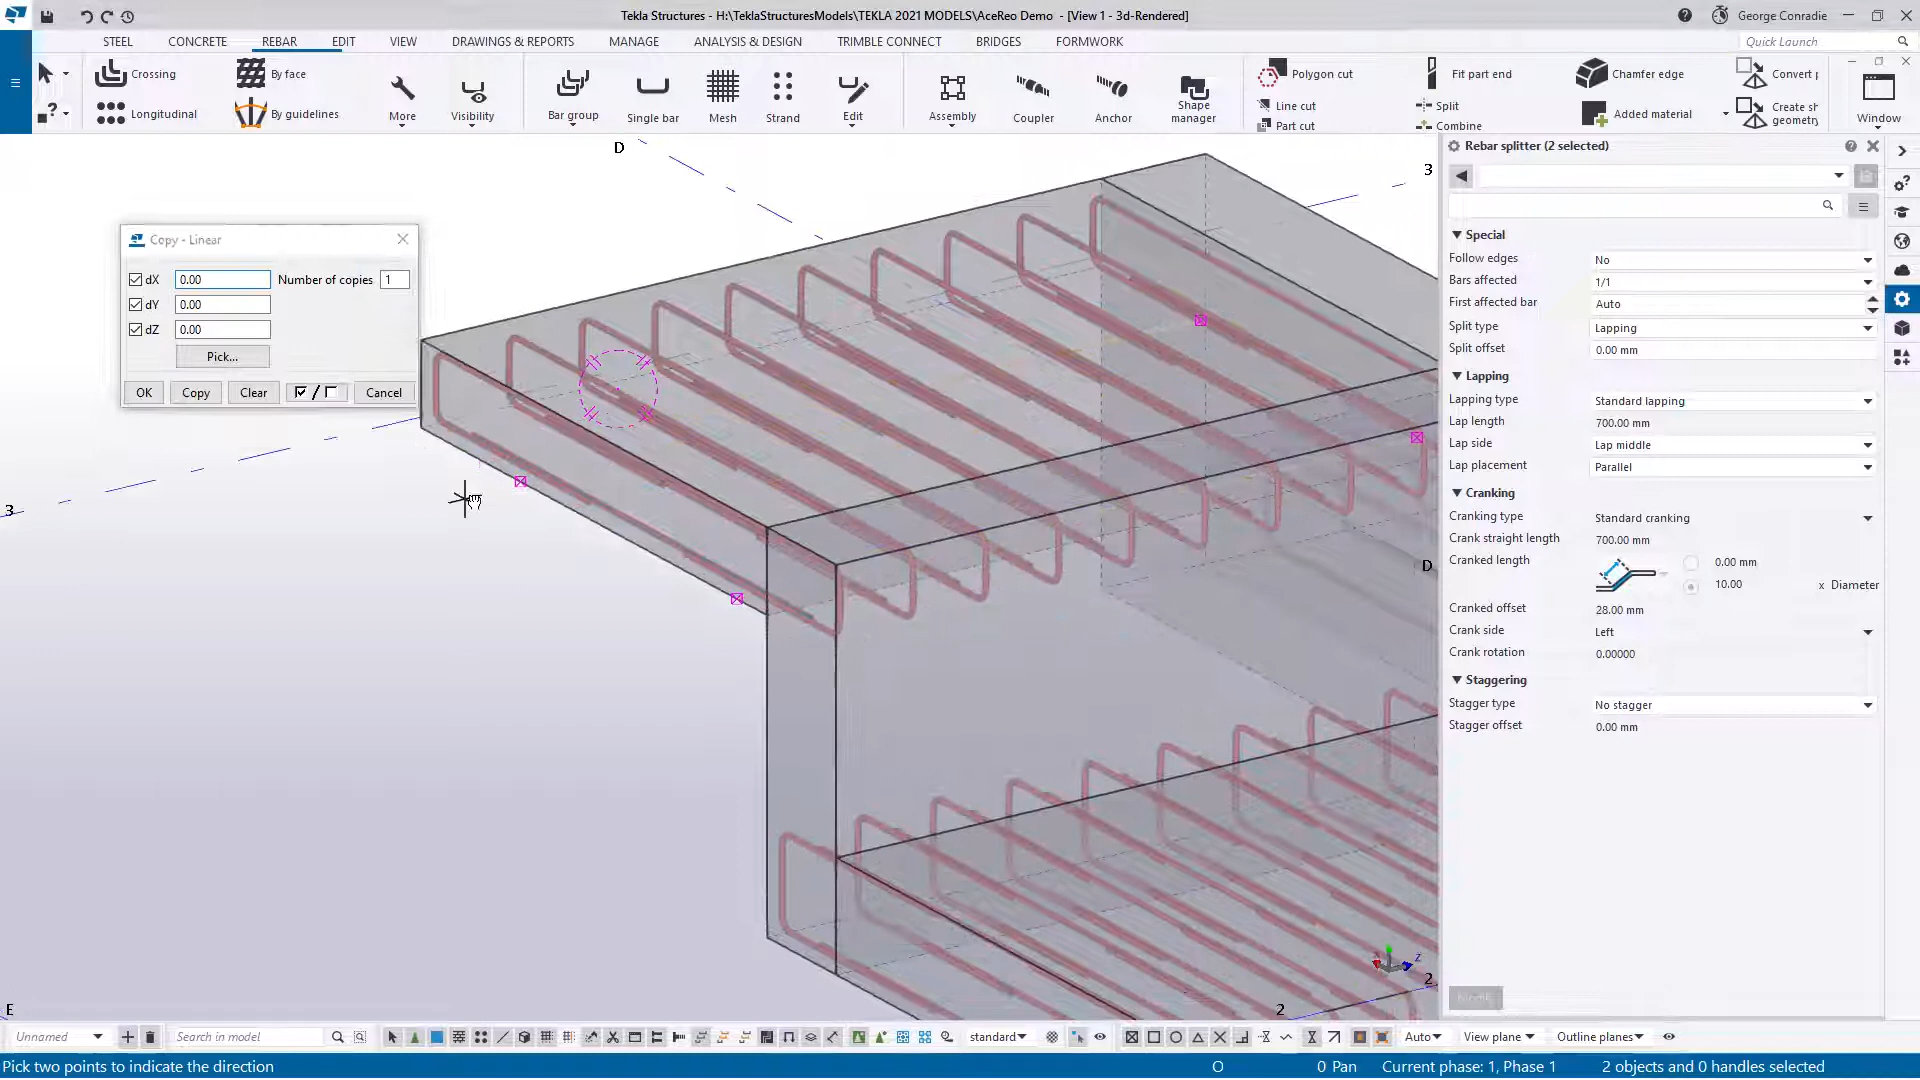 Tekla Structures - H:\TeklaStructuresModels\TEKLA 2021 MODELS\AceReo Demo - [View 1 - 3d-Rendered]
George Conradie
STEEL CONCRETE REBAR EDIT VIEW DRAWINGS & REPORTS MANAGE ANALYSIS & DESIGN TRIMBLE CONNECT BRIDGES FORMWORK
Quick Launch
Crossing
By face
Longitudinal
By guidelines
More
Visibility
Bar group
Single bar
Mesh
Strand
Edit
Assembly
Coupler
Anchor
Shape
manager
Polygon cut
Line cut
Part cut
Fit part end
Split
Combine
Chamfer edge
Added material
Convert p
Create sh
geometry
Window
D
3
Rebar splitter (2 selected)
Copy - Linear
dX 0.00 Number of copies 1
dY 0.00
dZ 0.00
Pick...
OK Copy Clear / Cancel
Special
Follow edges No
Bars affected 1/1
First affected bar Auto
Split type Lapping
Split offset 0.00 mm
Lapping
Lapping type Standard lapping
Lap length 700.00 mm
Lap side Lap middle
Lap placement Parallel
Cranking
Cranking type Standard cranking
Crank straight length 700.00 mm
Cranked length 0.00 mm
10.00 x Diameter
Cranked offset 28.00 mm
Crank side Left
Crank rotation 0.00000
Staggering
Stagger type No stagger
Stagger offset 0.00 mm
3
D
Z
2
2
E
Unnamed
Search in model
standard
Auto
View plane
Outline planes
Pick two points to indicate the direction
O
0 Pan
Current phase: 1, Phase 1
2 objects and 0 handles selected